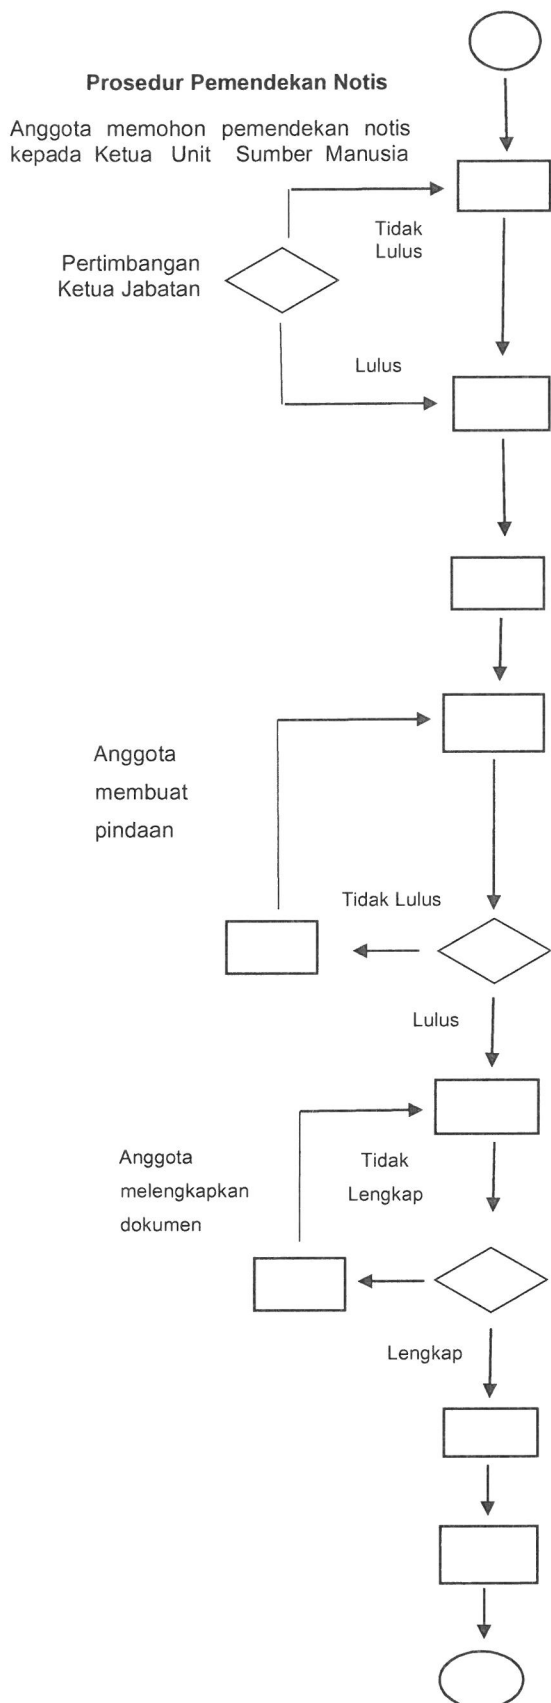 Prosedur Pemendekan Notis
Anggota memohon pemendekan notis
kepada Ketua Unit Sumber Manusia
Tidak
Lulus
Pertimbangan
Ketua Jabatan
Lulus
Anggota
membuat
pindaan
Tidak Lulus
Lulus
Anggota
melengkapkan
dokumen
Tidak
Lengkap
Lengkap